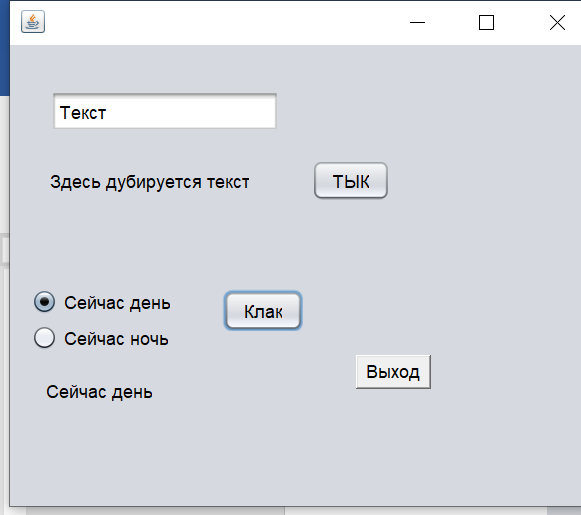 Текст
Здесь дубируется текст
ТЫК
Сейчас день
Клак
Сейчас ночь
Выход
Сейчас день